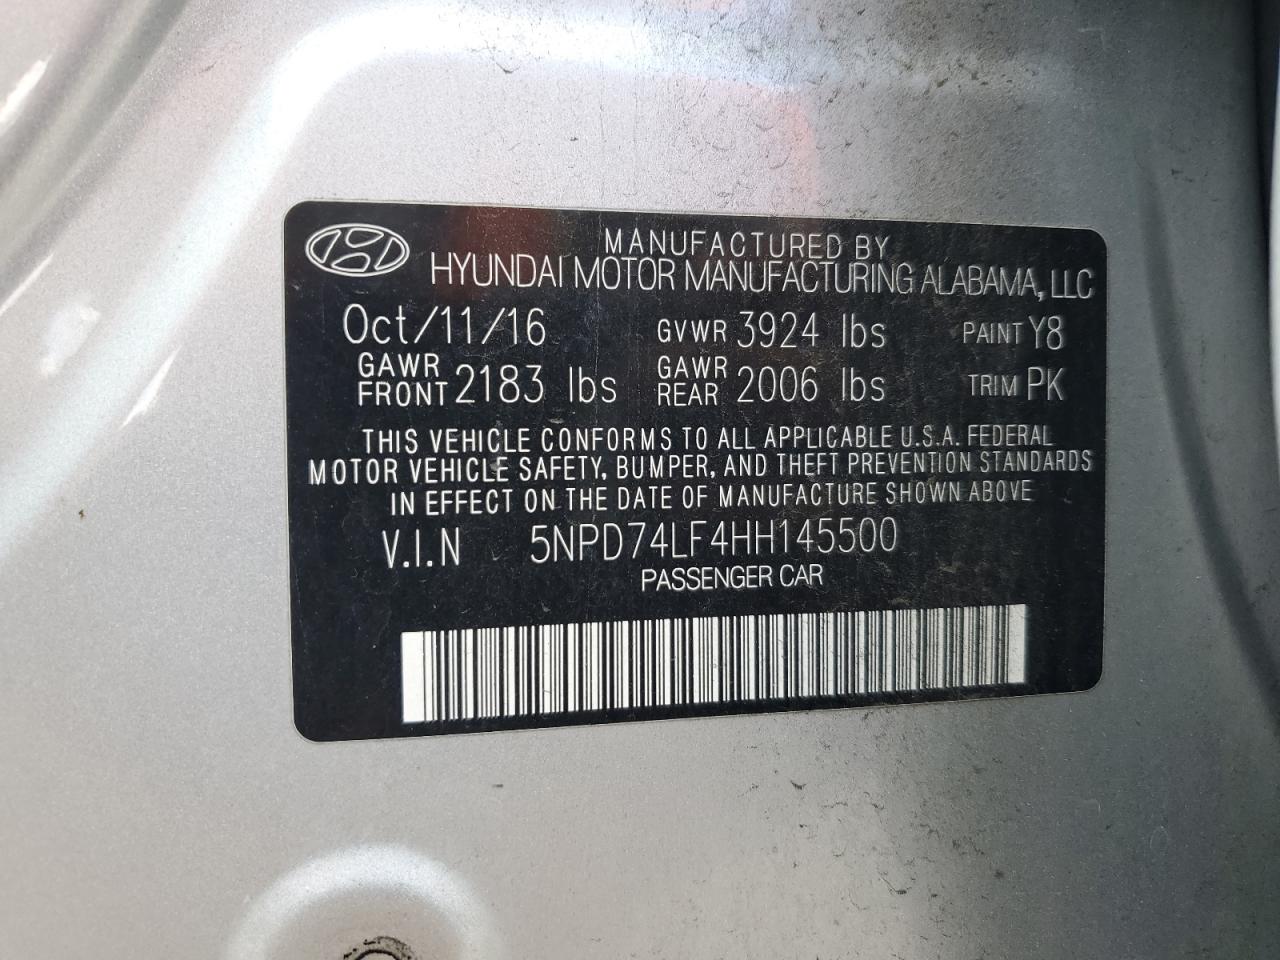 MANUFACTURED BY
HYUNDAI MOTOR MANUFACTURING ALABAMA, LLC
Oct/11/16 GVWR 3924 lbs PAINT Y8
GAWR FRONT 2183 lbs GAWR REAR 2006 lbs TRIM PK
THIS VEHICLE CONFORMS TO ALL APPLICABLE U.S.A. FEDERAL
MOTOR VEHICLE SAFETY, BUMPER, AND THEFT PREVENTION STANDARDS
IN EFFECT ON THE DATE OF MANUFACTURE SHOWN ABOVE
V.I.N 5NPD74LF4HH145500
PASSENGER CAR